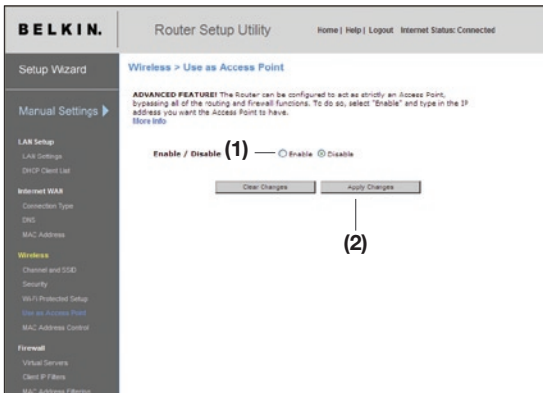 BELKIN.
Router Setup Utility
Home | Help | Logout Internet Status: Connected
Setup Wizard
Manual Settings
LAN Setup
LAN Settings
DHCP Client List
Internet WAN
Connection Type
DNS
MAC Address
Wireless
Channel and SSID
Security
Wi-Fi Protected Setup
Use as Access Point
MAC Address Control
Firewall
Virtual Servers
Client IP Filters
MAC Address Filtering
Wireless > Use as Access Point
ADVANCED FEATURE! The Router can be configured to act as strictly an Access Point,
bypassing all of the routing and firewall functions. To do so, select "Enable" and type in the IP
address you want the Access Point to have.
More Info
Enable / Disable (1) Enable Disable
Clear Changes Apply Changes
(2)